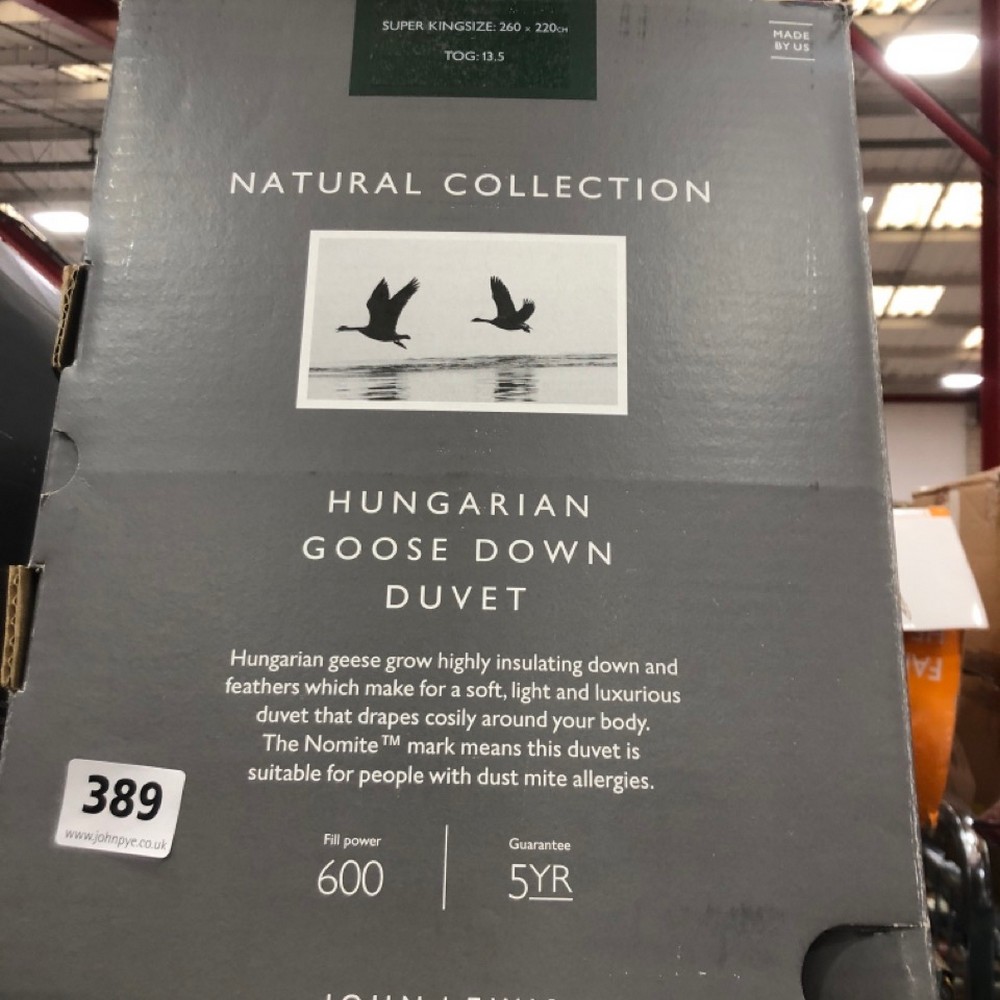 SUPER KINGSIZE: 260 x 220CM
TOG: 13.5
MADE
BY US
NATURAL COLLECTION
HUNGARIAN
GOOSE DOWN
DUVET
Hungarian geese grow highly insulating down and
feathers which make for a soft, light and luxurious
duvet that drapes cosily around your body.
The Nomite™ mark means this duvet is
suitable for people with dust mite allergies.
389
www.johnpye.co.uk
Fill power
600
Guarantee
5YR
JOHN LEWIS